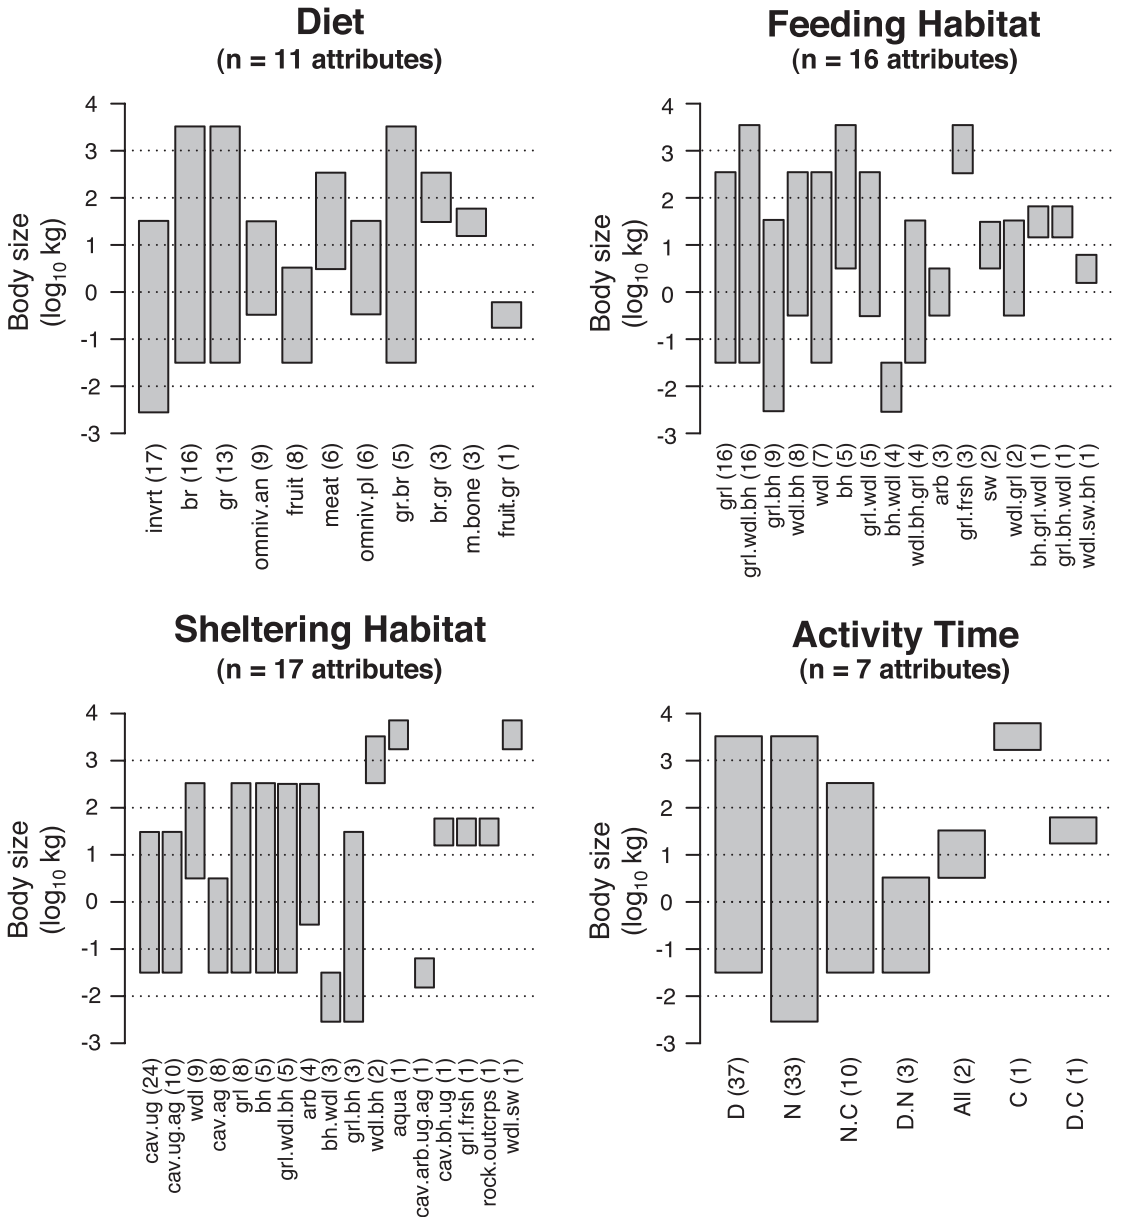 Diet
(n = 11 attributes)
Body size
(log10 kg)
4
3
2
1
0
-1
-2
-3
invrt (17)
br (16)
gr (13)
omniv.an (9)
fruit (8)
meat (6)
omniv.pl (6)
gr.br (5)
br.gr (3)
m.bone (3)
fruit.gr (1)
Feeding Habitat
(n = 16 attributes)
Body size
(log10 kg)
4
3
2
1
0
-1
-2
-3
grl (16)
grl.wdl.bh (16)
grl.bh (9)
wdl.bh (8)
wdl (7)
bh (5)
grl.wdl (5)
bh.wdl (4)
wdl.bh.grl (4)
arb (3)
grl.frsh (3)
sw (2)
wdl.grl (2)
bh.grl.wdl (1)
grl.bh.wdl (1)
wdl.sw.bh (1)
Sheltering Habitat
(n = 17 attributes)
Body size
(log10 kg)
4
3
2
1
0
-1
-2
-3
cav.ug (24)
cav.ug.ag (10)
wdl (9)
cav.ag (8)
grl (8)
bh (5)
grl.wdl.bh (5)
arb (4)
bh.wdl (3)
grl.bh (3)
wdl.bh (2)
aqua (1)
cav.arb.ug.ag (1)
cav.bh.ug (1)
grl.frsh (1)
rock.outcrps (1)
wdl.sw (1)
Activity Time
(n = 7 attributes)
Body size
(log10 kg)
4
3
2
1
0
-1
-2
-3
D (37)
N (33)
N.C (10)
D.N (3)
All (2)
C (1)
D.C (1)